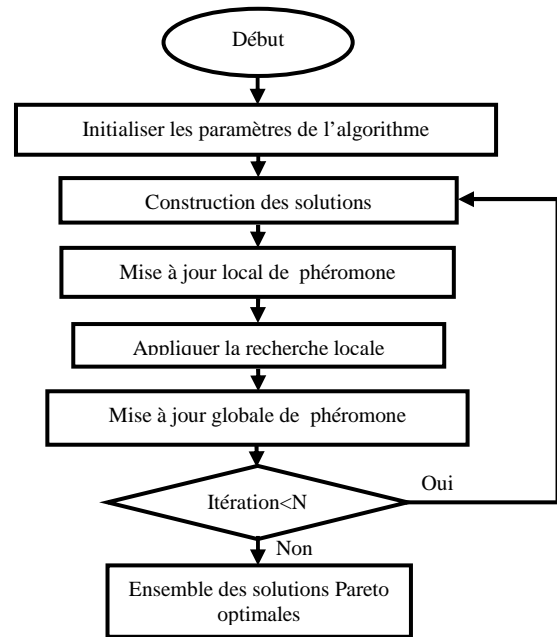 Début
Initialiser les paramètres de l'algorithme
Construction des solutions
Mise à jour local de phéromone
Appliquer la recherche locale
Mise à jour globale de phéromone
Itération<N
Oui
Non
Ensemble des solutions Pareto
optimales